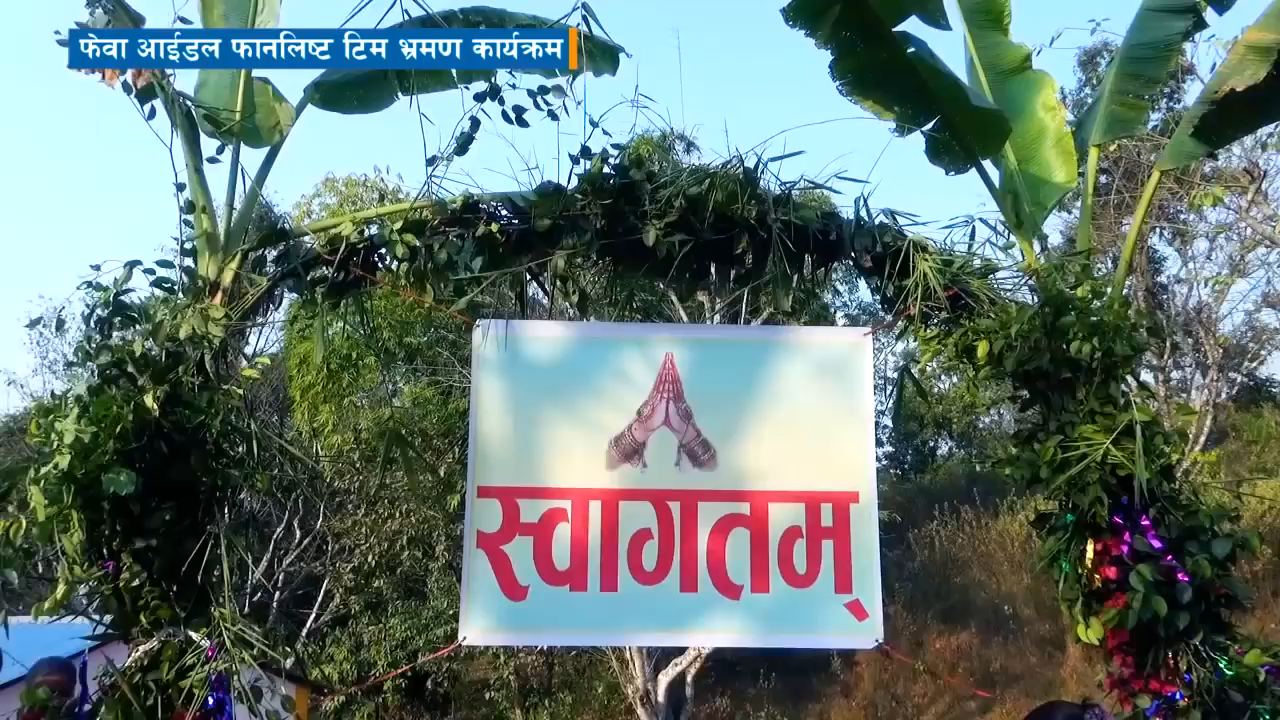 फेवा आईडल फानलिष्ट टिम भ्रमण कार्यक्रम
स्वागतम्